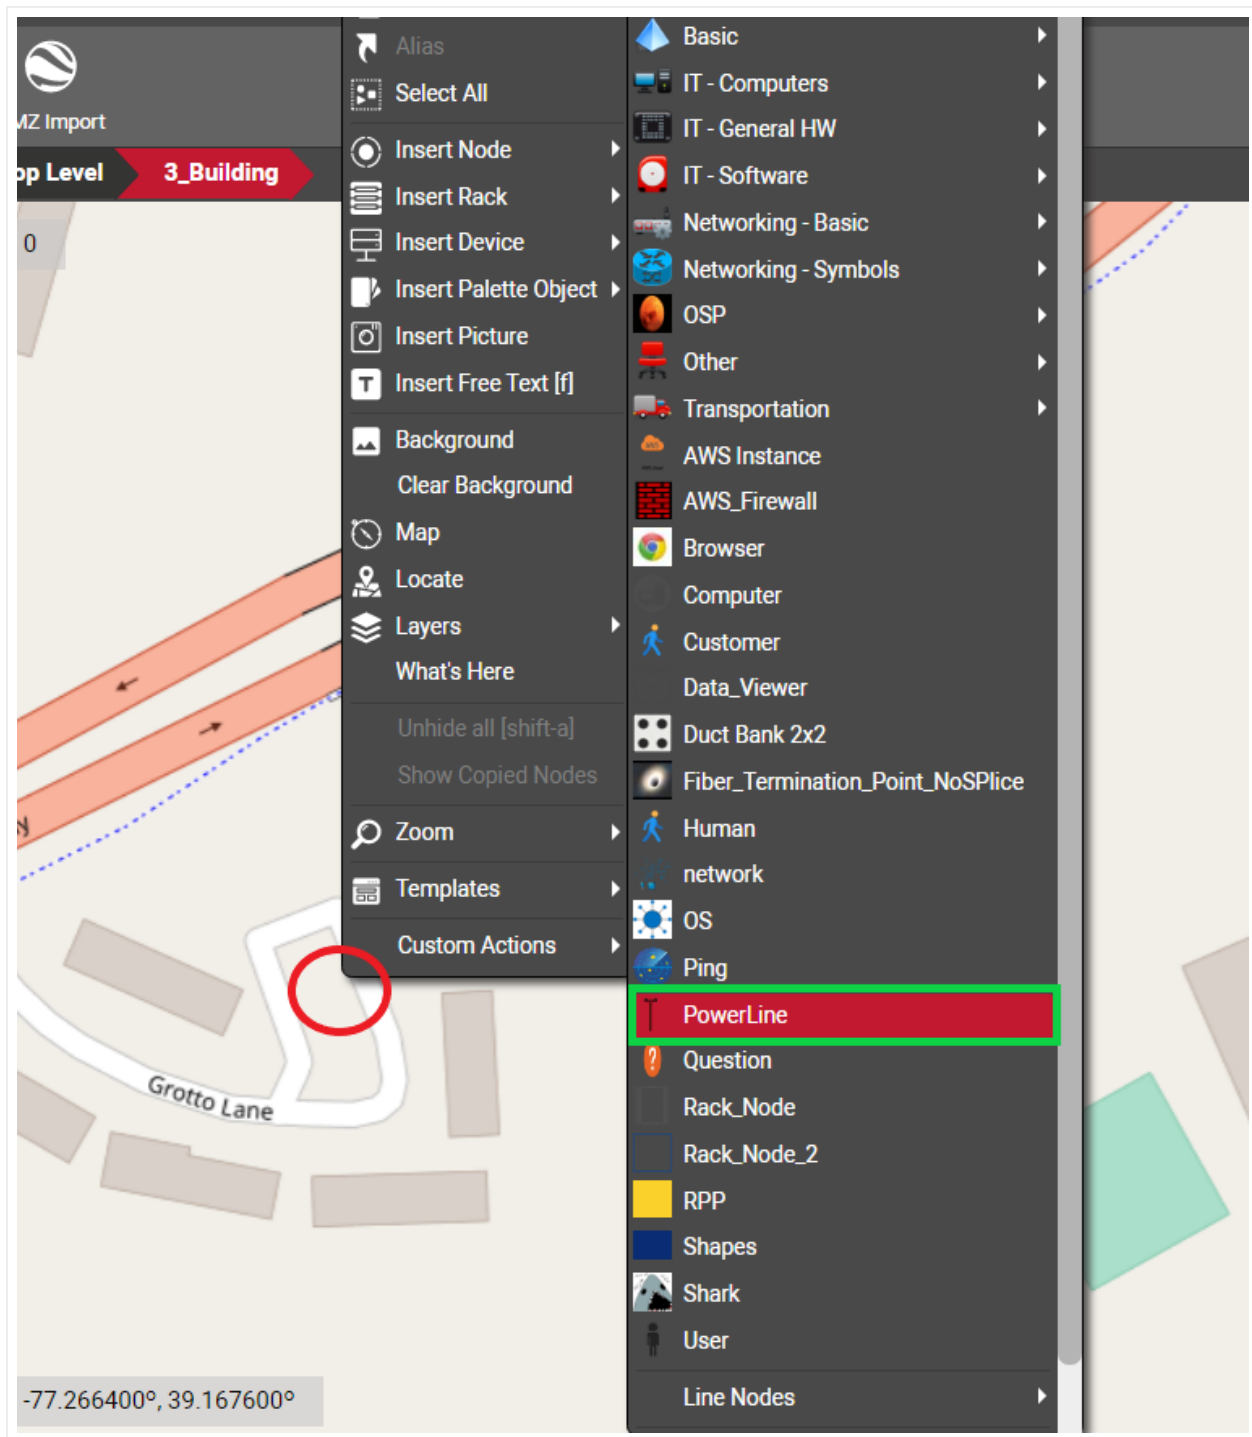 MZ Import
op Level
3_Building
0
Alias
Select All
Insert Node
Insert Rack
Insert Device
Insert Palette Object
Insert Picture
Insert Free Text [f]
Background
Clear Background
Map
Locate
Layers
What's Here
Unhide all [shift-a]
Show Copied Nodes
Zoom
Templates
Custom Actions
Basic
IT - Computers
IT - General HW
IT - Software
Networking - Basic
Networking - Symbols
OSP
Other
Transportation
AWS Instance
AWS_Firewall
Browser
Computer
Customer
Data_Viewer
Duct Bank 2x2
Fiber_Termination_Point_NoSPlice
Human
network
OS
Ping
PowerLine
Question
Rack_Node
Rack_Node_2
RPP
Shapes
Shark
User
Line Nodes
y
Grotto Lane
-77.266400º, 39.167600º